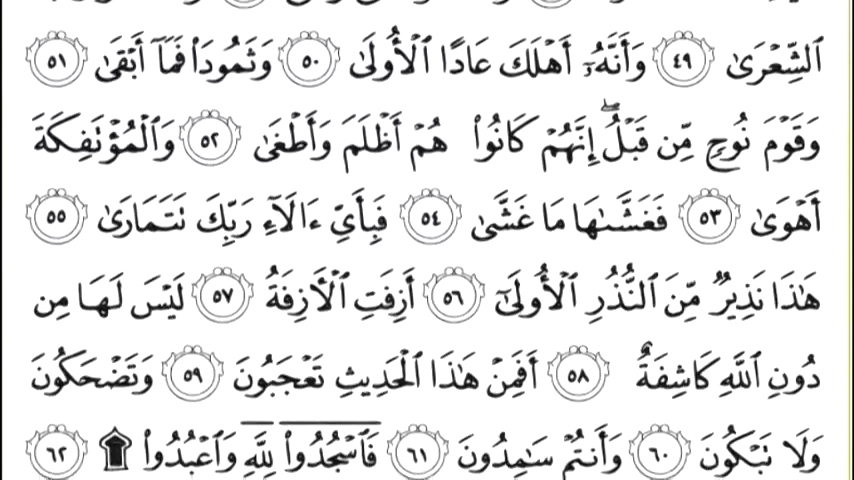 ٱلشِّعۡرَىٰ ٤٩ وَأَنَّهُۥٓ أَهۡلَكَ عَادًا ٱلۡأُولَىٰ ٥٠ وَثَمُودَاْ فَمَآ أَبۡقَىٰ ٥١
وَقَوۡمَ نُوحٖ مِّن قَبۡلُۖ إِنَّهُمۡ كَانُواْ هُمۡ أَظۡلَمَ وَأَطۡغَىٰ ٥٢ وَٱلۡمُؤۡتَفِكَةَ
أَهۡوَىٰ ٥٣ فَغَشَّىٰهَا مَا غَشَّىٰ ٥٤ فَبِأَيِّ ءَالَآءِ رَبِّكَ تَتَمَارَىٰ ٥٥
هَٰذَا نَذِيرٞ مِّنَ ٱلنُّذُرِ ٱلۡأُولَىٰٓ ٥٦ أَزِفَتِ ٱلۡأٓزِفَةُ ٥٧ لَيۡسَ لَهَا مِن
دُونِ ٱللَّهِ كَاشِفَةٌ ٥٨ أَفَمِنۡ هَٰذَا ٱلۡحَدِيثِ تَعۡجَبُونَ ٥٩ وَتَضۡحَكُونَ
وَلَا تَبۡكُونَ ٦٠ وَأَنتُمۡ سَٰمِدُونَ ٦١ فَٱسۡجُدُواْۤ لِلَّهِۤ وَٱعۡبُدُواْ ۩ ٦٢